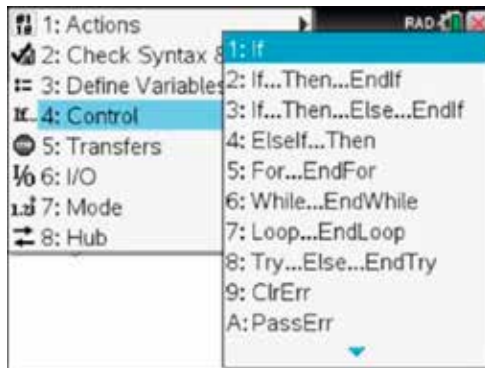 1: Actions
2: Check Syntax &
3: Define Variables
If... 4: Control
5: Transfers
I/O 6: I/O
7: Mode
8: Hub
RAD
1: If
2: If...Then...EndIf
3: If...Then...Else...EndIf
4: ElseIf...Then
5: For...EndFor
6: While...EndWhile
7: Loop...EndLoop
8: Try...Else...EndTry
9: ClrErr
A: PassErr